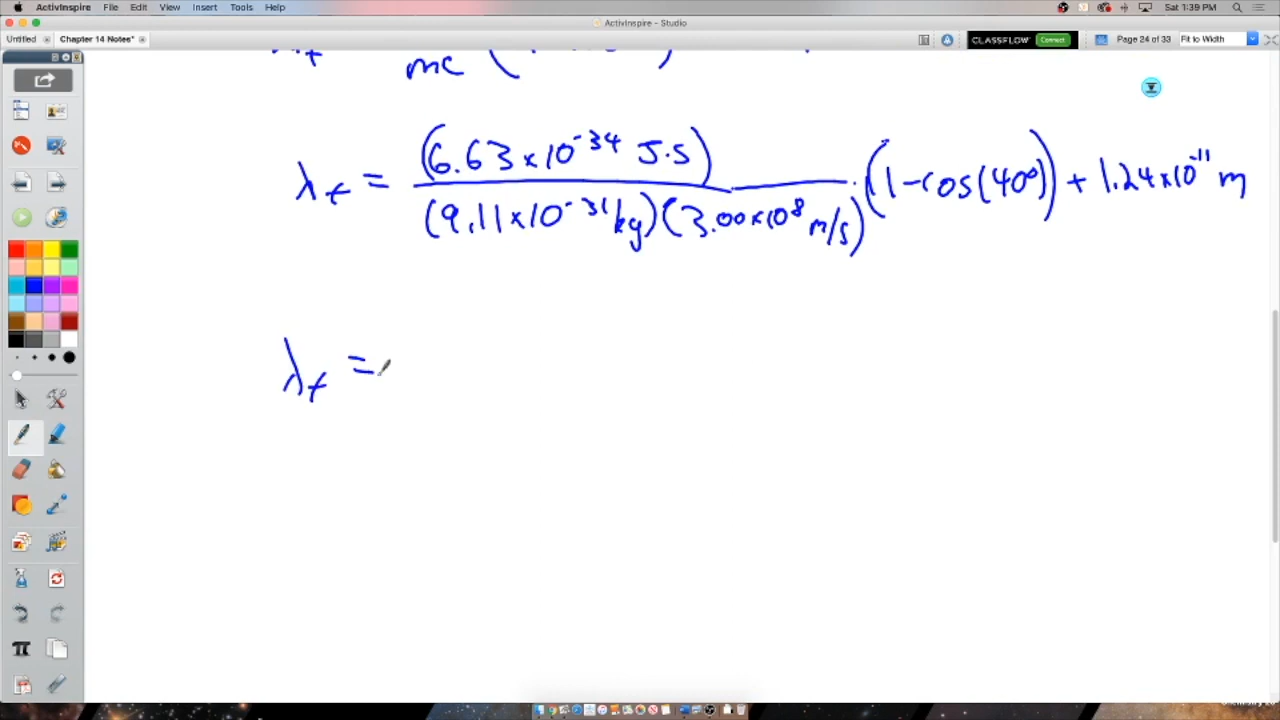 ActivInspire File Edit View Insert Tools Help Sat 1:39 PM
ActivInspire - Studio
Untitled Chapter 14 Notes* CLASSFLOW Connect Page 24 of 33 Fit to Width
mc
λf = (6.63×10⁻³⁴ J·s) / (9.11×10⁻³¹kg)(3.00×10⁸ m/s) · (1-cos(40°)) + 1.24×10⁻¹¹ m
λf =